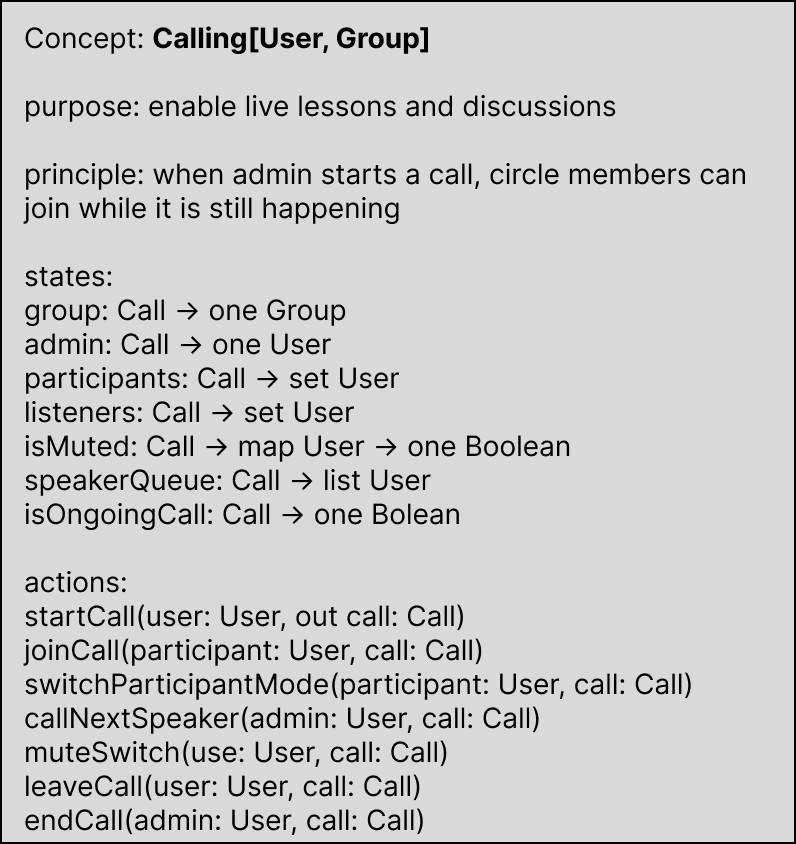 Concept: Calling[User, Group]
purpose: enable live lessons and discussions
principle: when admin starts a call, circle members can
join while it is still happening
states:
group: Call → one Group
admin: Call → one User
participants: Call → set User
listeners: Call → set User
isMuted: Call → map User → one Boolean
speakerQueue: Call → list User
isOngoingCall: Call → one Bolean
actions:
startCall(user: User, out call: Call)
joinCall(participant: User, call: Call)
switchParticipantMode(participant: User, call: Call)
callNextSpeaker(admin: User, call: Call)
muteSwitch(use: User, call: Call)
leaveCall(user: User, call: Call)
endCall(admin: User, call: Call)